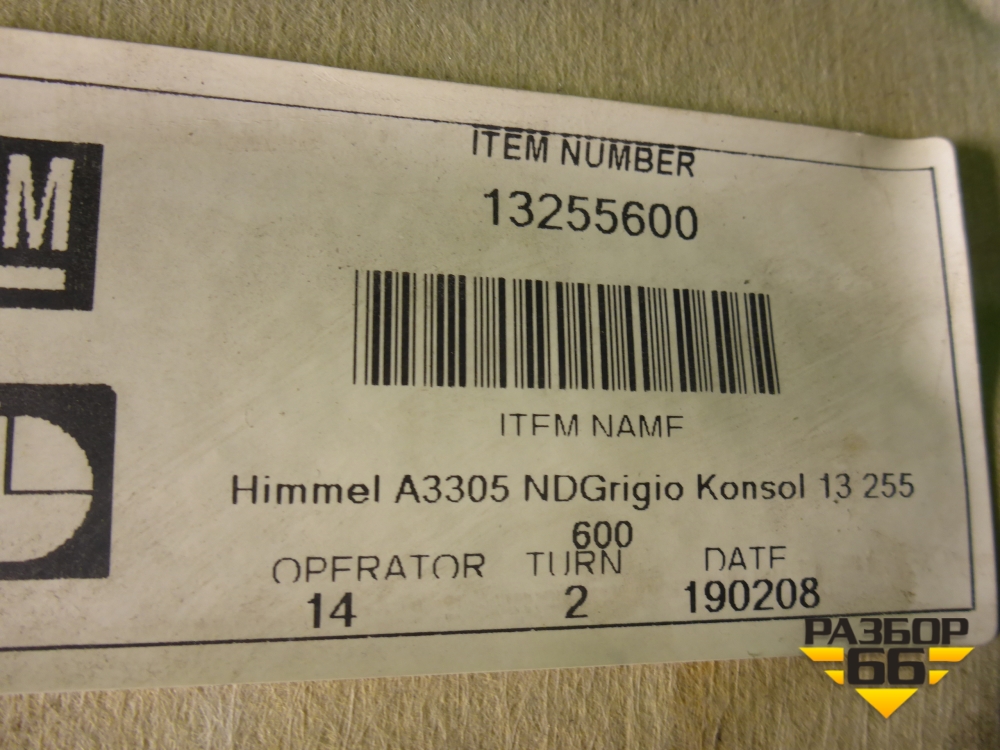 M
ITEM NUMBER
13255600
ITEM NAME
Himmel A3305 NDGrigio Konsol 13 255
600
OPERATOR TURN DATE
14 2 190208
РАЗБОР
66